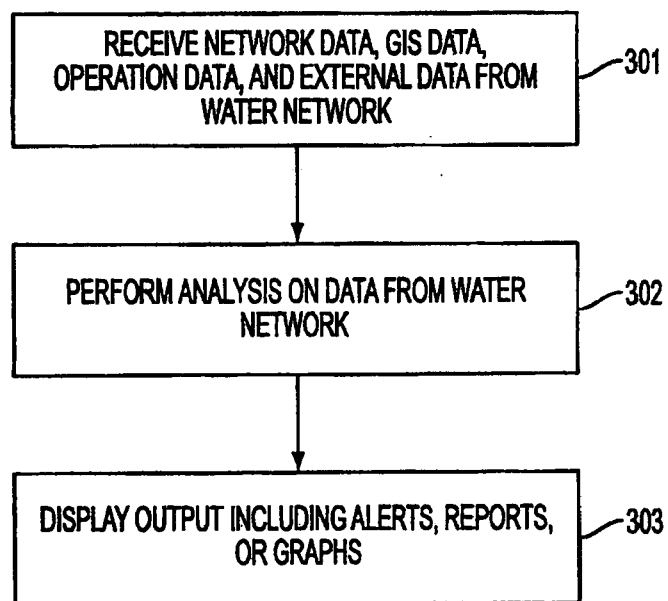 RECEIVE NETWORK DATA, GIS DATA,
OPERATION DATA, AND EXTERNAL DATA FROM
WATER NETWORK
301
PERFORM ANALYSIS ON DATA FROM WATER
NETWORK
302
DISPLAY OUTPUT INCLUDING ALERTS, REPORTS,
OR GRAPHS
303